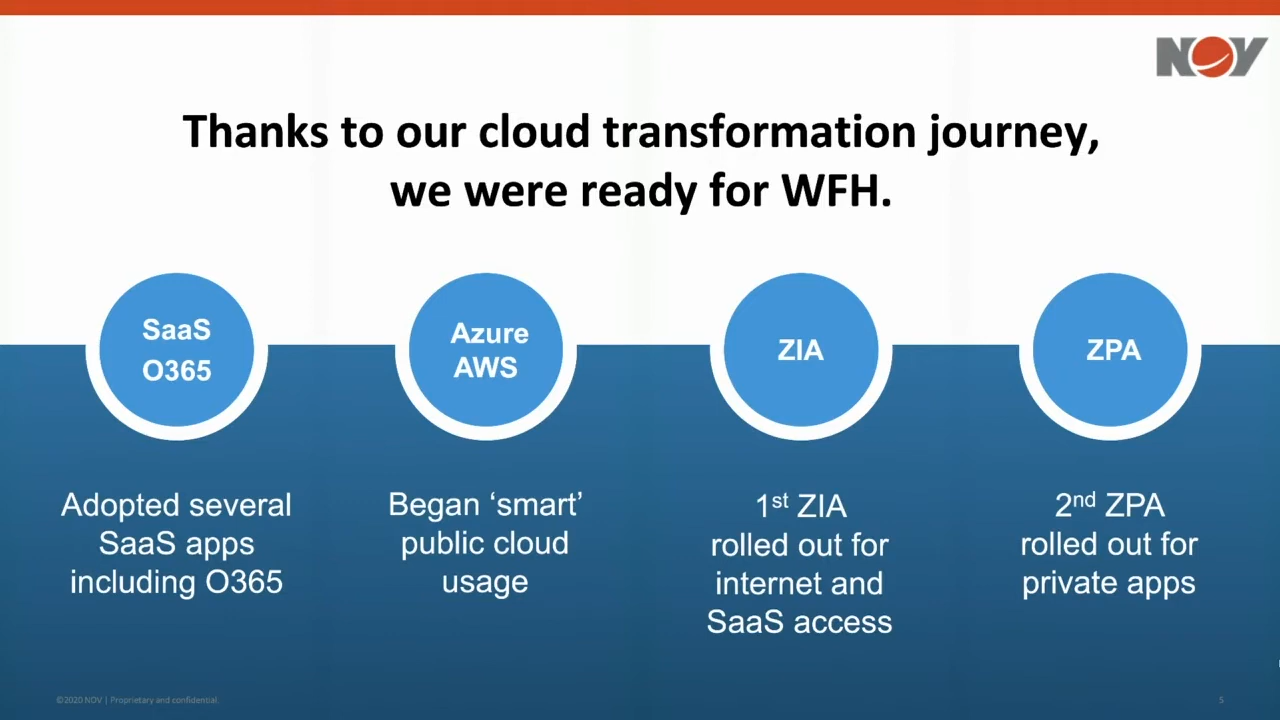 NOV
Thanks to our cloud transformation journey,
we were ready for WFH.
SaaS
O365
Azure
AWS
ZIA
ZPA
Adopted several
SaaS apps
including O365
Began ‘smart’
public cloud
usage
1st ZIA
rolled out for
internet and
SaaS access
2nd ZPA
rolled out for
private apps
©2020 NOV | Proprietary and confidential.
5